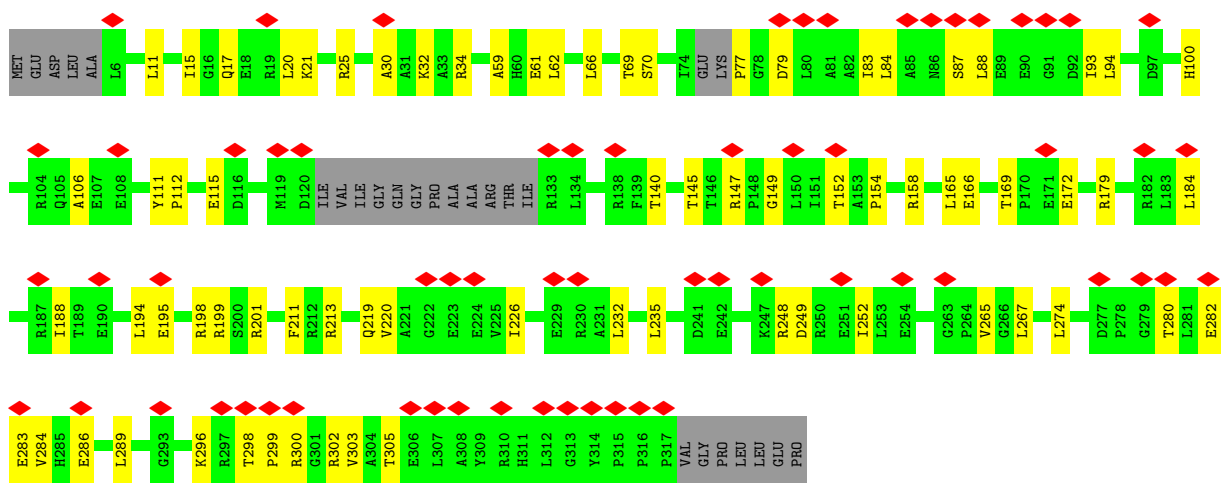 MET GLU ASP LEU ALA L6 L11 I15 G16 Q17 E18 R19 L20 K21 R25 A30 A31 K32 A33 R34 A59 H60 E61 L62 L66 T69 S70 I74 GLU LYS P77 G78 D79 L80 A81 A82 I83 L84 A85 N86 S87 L88 E89 E90 G91 D92 I93 L94 D97 H100
R104 Q105 A106 E107 E108 Y111 P112 E115 D116 M119 D120 ILE VAL ILE GLY GLN GLY PRO ALA ALA ARG THR ILE R133 L134 R138 F139 T140 T145 T146 R147 P148 G149 L150 I151 T152 A153 P154 R158 L165 E166 T169 P170 E171 E172 R179 R182 L183 L184
R187 I188 T189 E190 L194 E195 R198 R199 S200 R201 F211 R212 R213 Q219 V220 A221 G222 E223 E224 V225 I226 E229 R230 A231 L232 L235 D241 E242 K247 R248 D249 R250 E251 I252 L253 E254 G263 P264 V265 G266 L267 L274 D277 P278 G279 T280 L281 E282
E283 V284 H285 E286 L289 G293 K296 R297 T298 P299 R300 G301 R302 V303 A304 T305 E306 L307 A308 Y309 R310 H311 L312 G313 Y314 P315 P316 P317 VAL GLY PRO LEU LEU GLU PRO